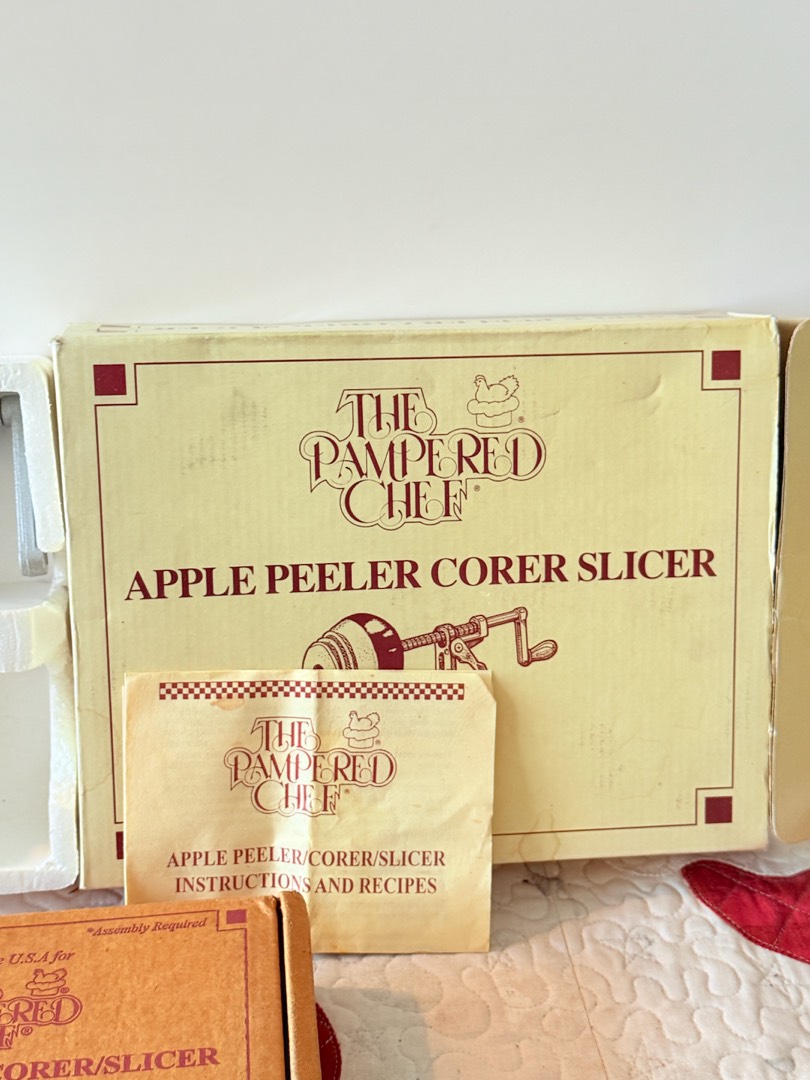 THE
PAMPERED
CHEF®
®
APPLE PEELER CORER SLICER
THE
PAMPERED
CHEF®
®
APPLE PEELER/CORER/SLICER
INSTRUCTIONS AND RECIPES
*Assembly Required
U.S.A for
®
CORER/SLICER